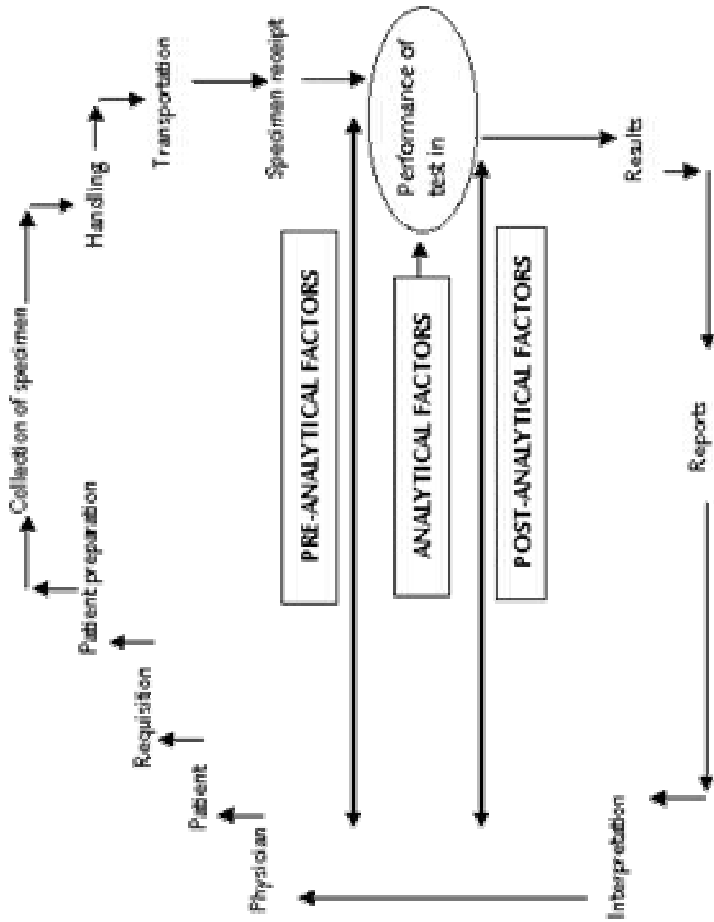 Physician
Patient
Requisition
Patient preparation
Collection of specimen
Handling
Transportation
Specimen receipt
PRE-ANALYTICAL FACTORS
ANALYTICAL FACTORS
Performance of
test in
POST-ANALYTICAL FACTORS
Results
Reports
Interpretation